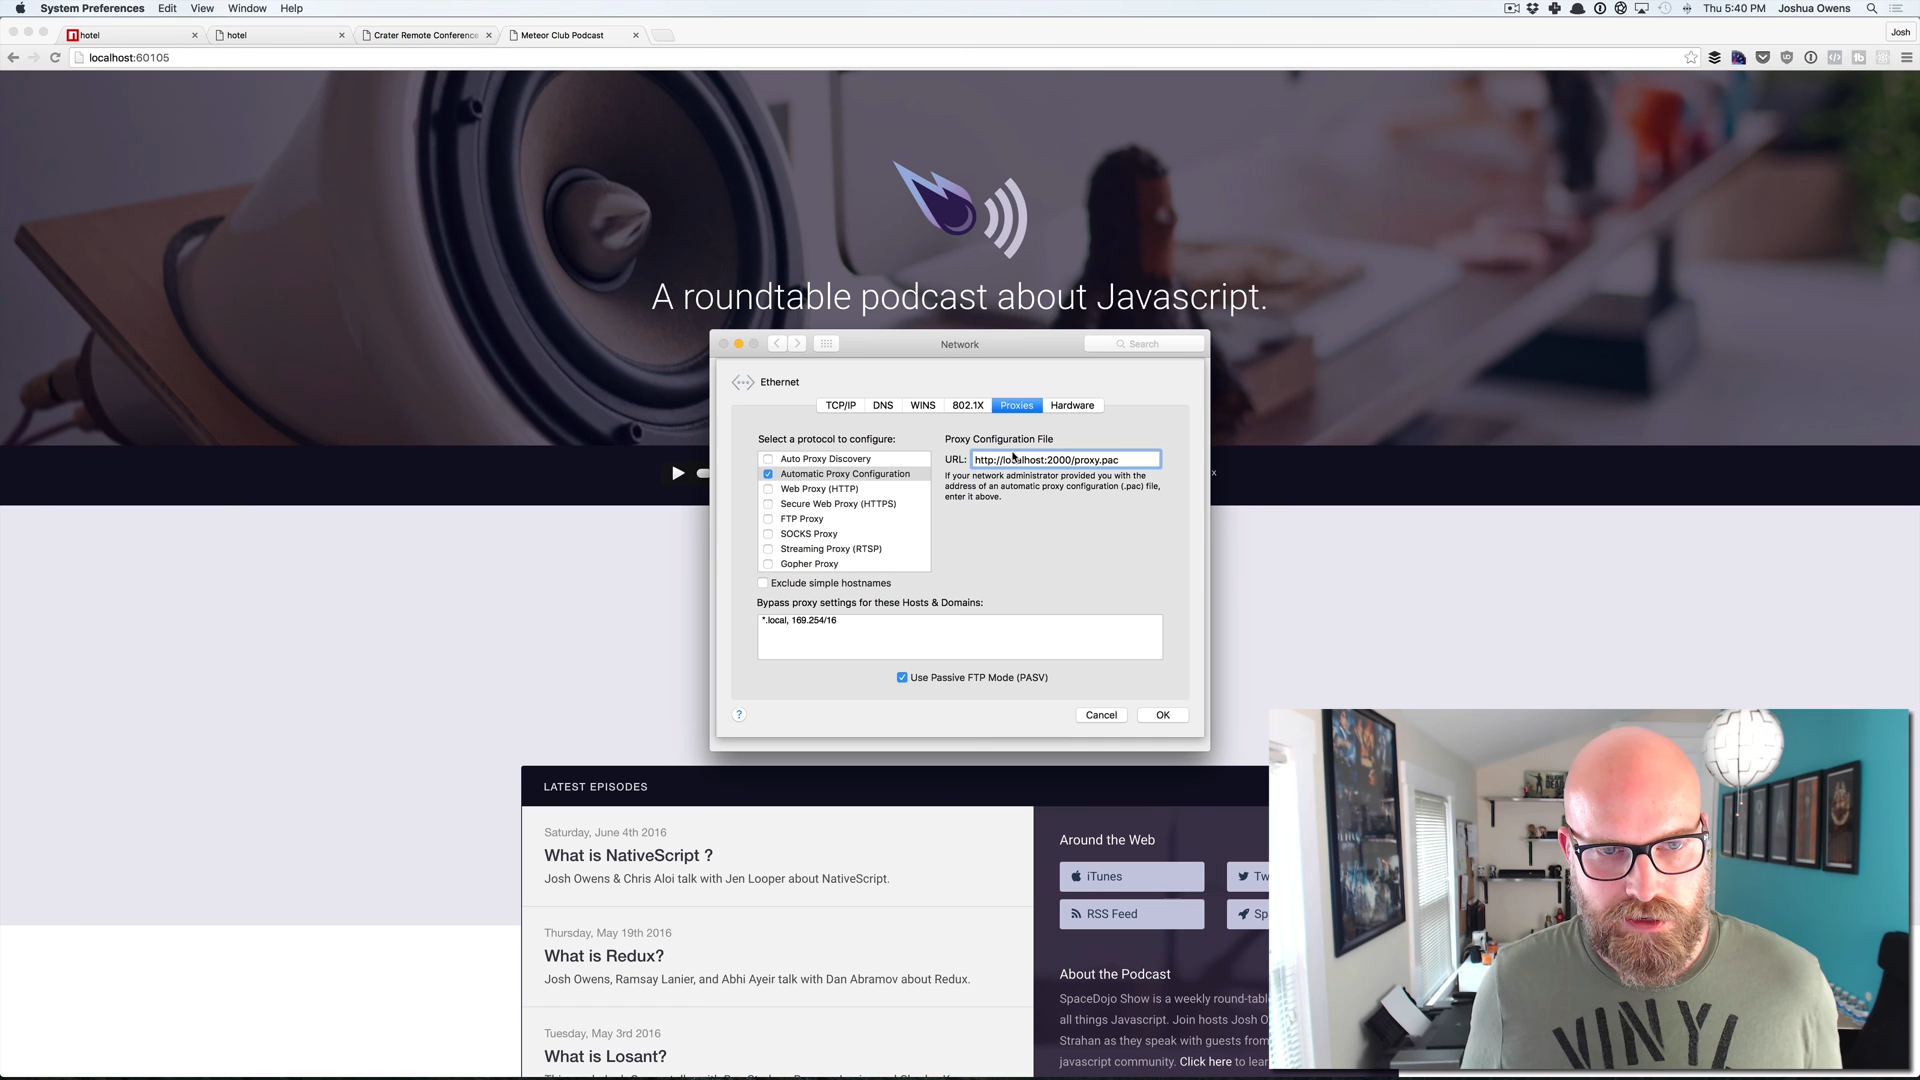 System Preferences Edit View Window Help
Thu 5:40 PM Joshua Owens
hotel
hotel
Crater Remote Conference
Meteor Club Podcast
Josh
localhost:60105
A roundtable podcast about Javascript.
Network
Search
Ethernet
TCP/IP DNS WINS 802.1X Proxies Hardware
Select a protocol to configure:
Auto Proxy Discovery
Automatic Proxy Configuration
Web Proxy (HTTP)
Secure Web Proxy (HTTPS)
FTP Proxy
SOCKS Proxy
Streaming Proxy (RTSP)
Gopher Proxy
Proxy Configuration File
URL: http://localhost:2000/proxy.pac
If your network administrator provided you with the
address of an automatic proxy configuration (.pac) file,
enter it above.
Exclude simple hostnames
Bypass proxy settings for these Hosts & Domains:
*.local, 169.254/16
Use Passive FTP Mode (PASV)
?
Cancel
OK
x
LATEST EPISODES
Saturday, June 4th 2016
What is NativeScript ?
Josh Owens & Chris Aloi talk with Jen Looper about NativeScript.
Thursday, May 19th 2016
What is Redux?
Josh Owens, Ramsay Lanier, and Abhi Ayeir talk with Dan Abramov about Redux.
Tuesday, May 3rd 2016
What is Losant?
Around the Web
iTunes
Tw
RSS Feed
Sp
About the Podcast
SpaceDojo Show is a weekly round-tabl
all things Javascript. Join hosts Josh O
Strahan as they speak with guests from
javascript community. Click here to lear
VINYL